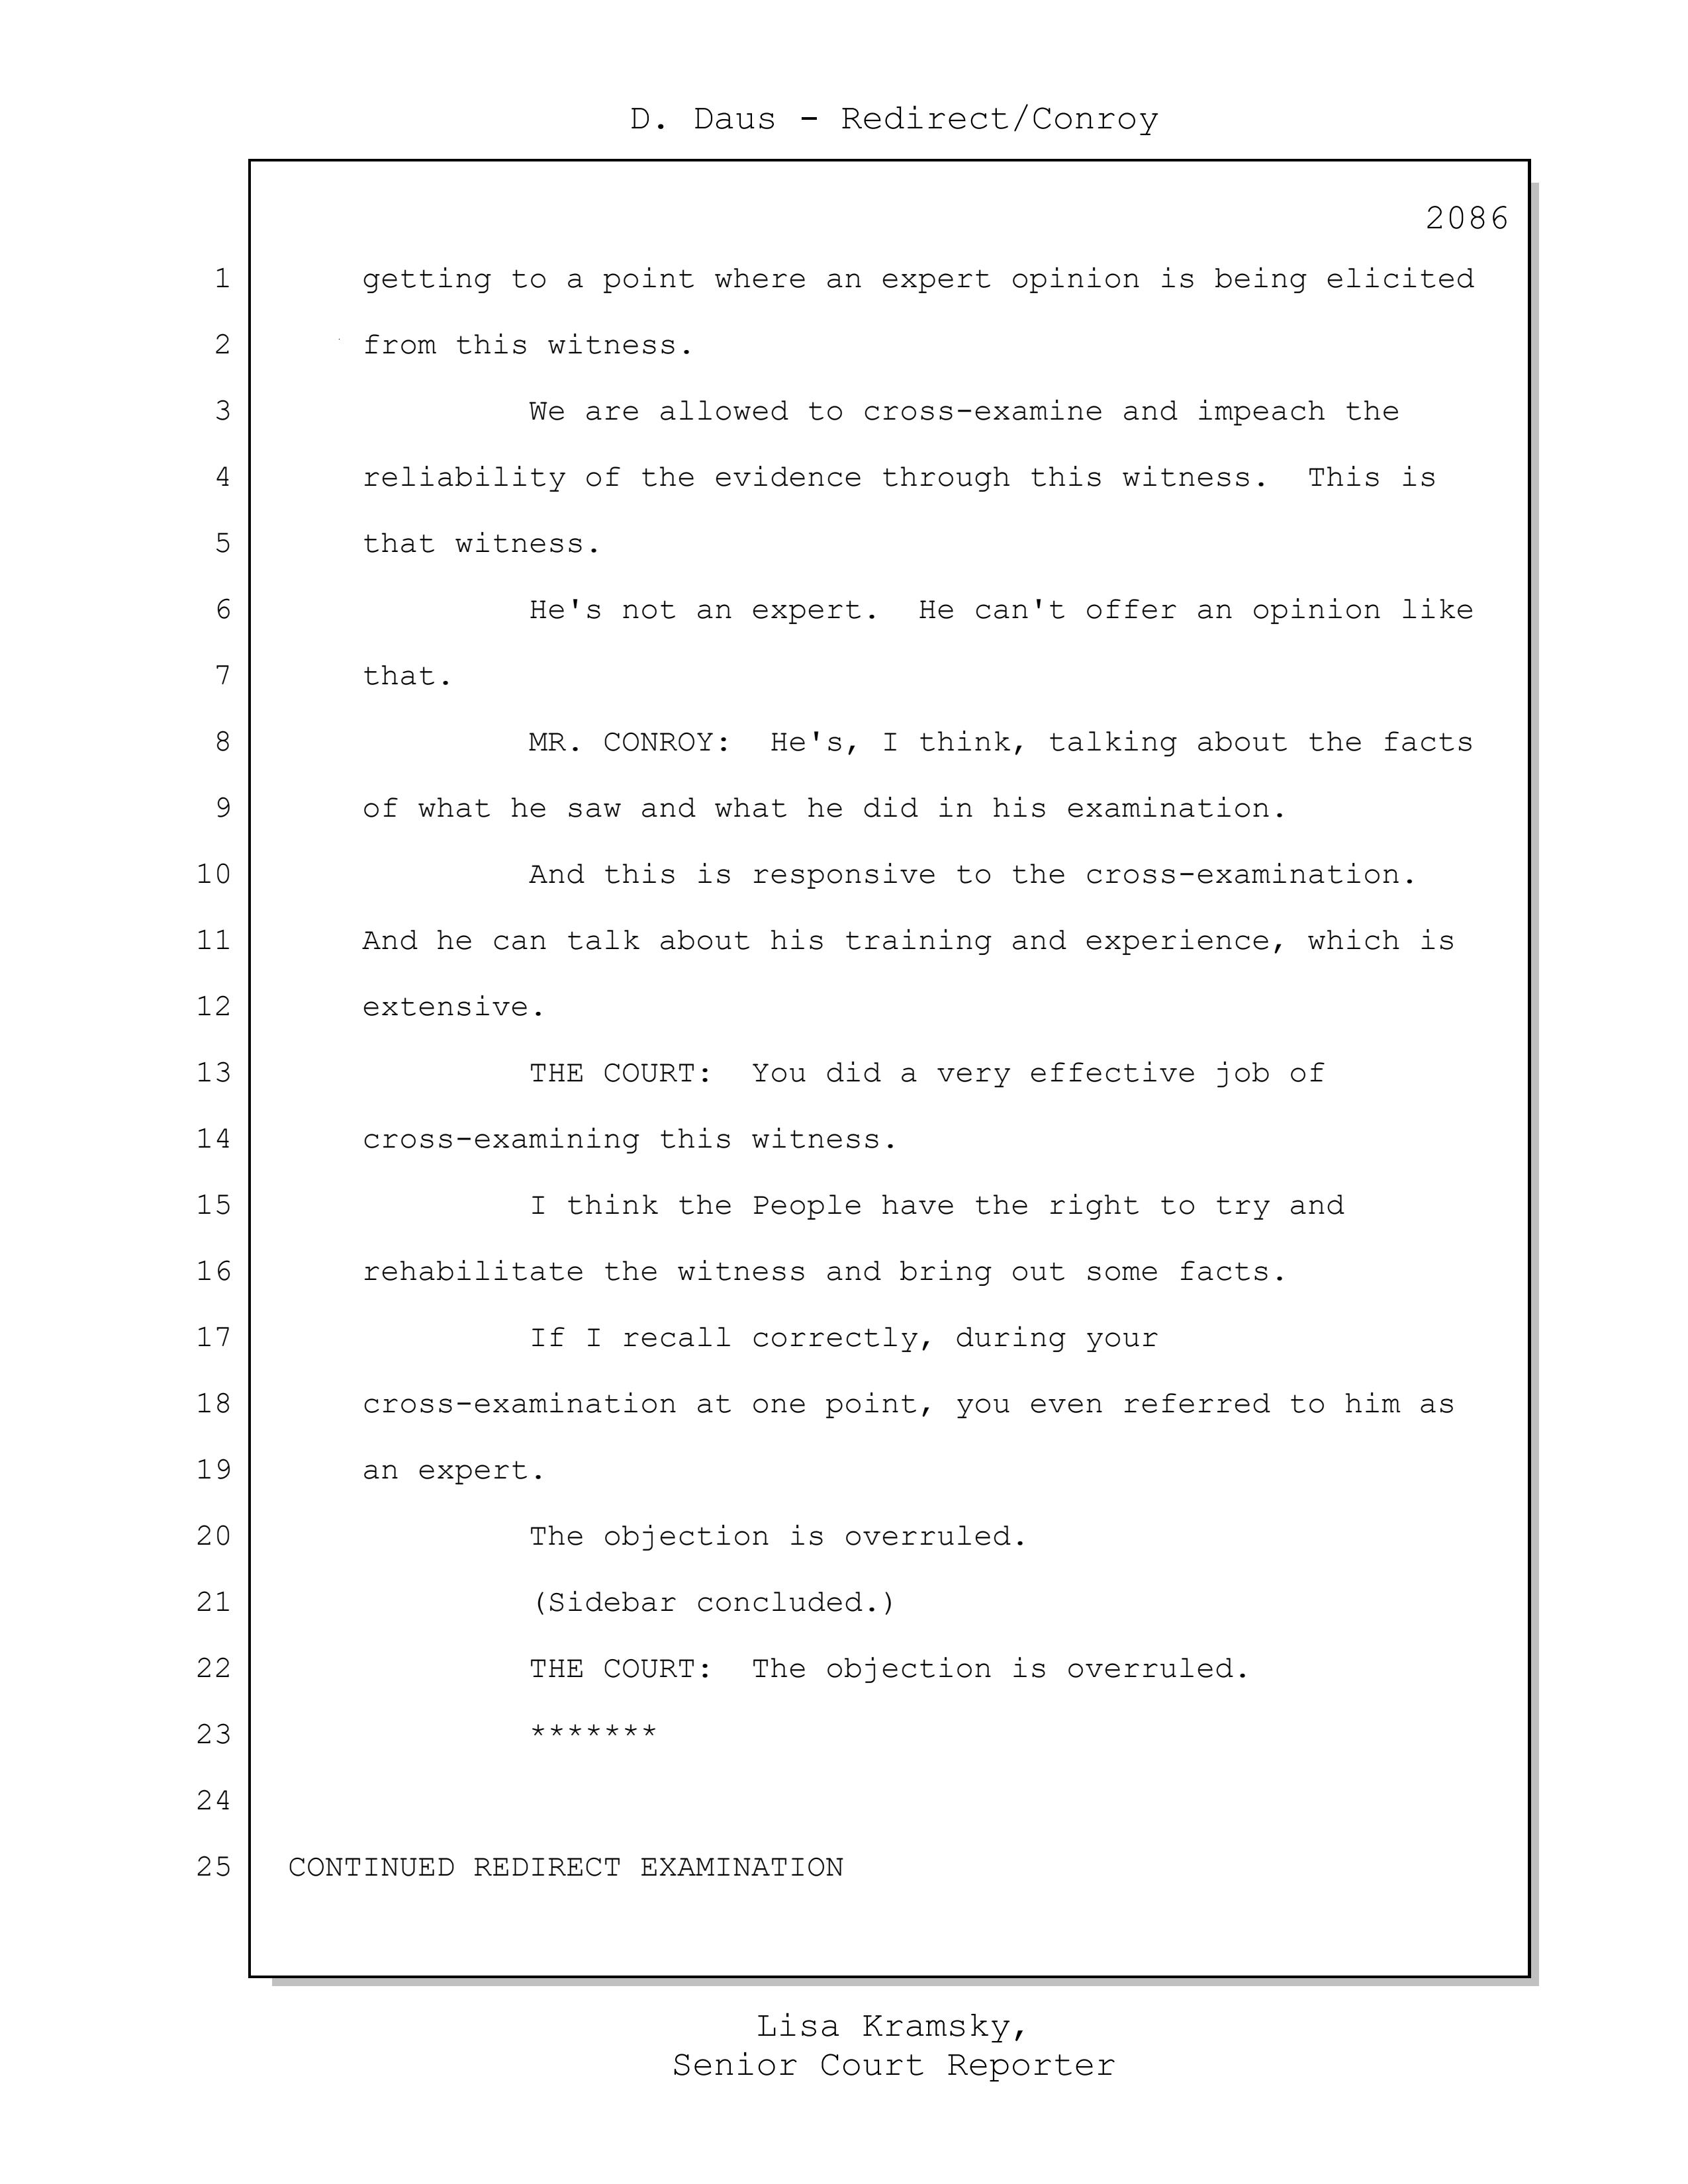 D. Daus - Redirect/Conroy
2086
1 getting to a point where an expert opinion is being elicited
2 from this witness.
3 We are allowed to cross-examine and impeach the
4 reliability of the evidence through this witness.  This is
5 that witness.
6 He's not an expert.  He can't offer an opinion like
7 that.
8 MR. CONROY:  He's, I think, talking about the facts
9 of what he saw and what he did in his examination.
10 And this is responsive to the cross-examination.
11 And he can talk about his training and experience, which is
12 extensive.
13 THE COURT:  You did a very effective job of
14 cross-examining this witness.
15 I think the People have the right to try and
16 rehabilitate the witness and bring out some facts.
17 If I recall correctly, during your
18 cross-examination at one point, you even referred to him as
19 an expert.
20 The objection is overruled.
21 (Sidebar concluded.)
22 THE COURT:  The objection is overruled.
23 *******
24
25 CONTINUED REDIRECT EXAMINATION
Lisa Kramsky,
Senior Court Reporter